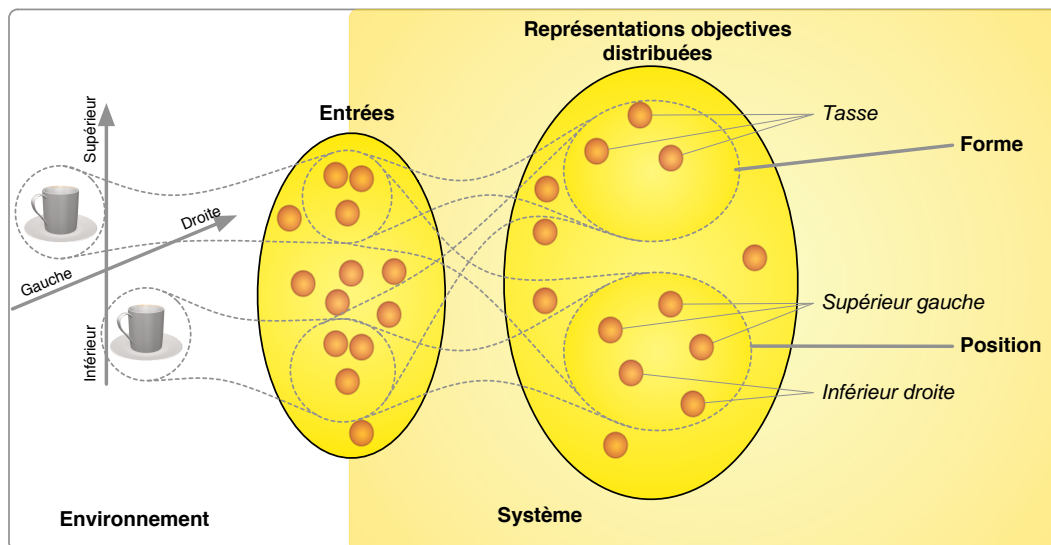 Représentations objectives
distribuées
Entrées
Tasse
Forme
Supérieur
Droite
Gauche
Inférieur
Supérieur gauche
Position
Inférieur droite
Environnement
Système